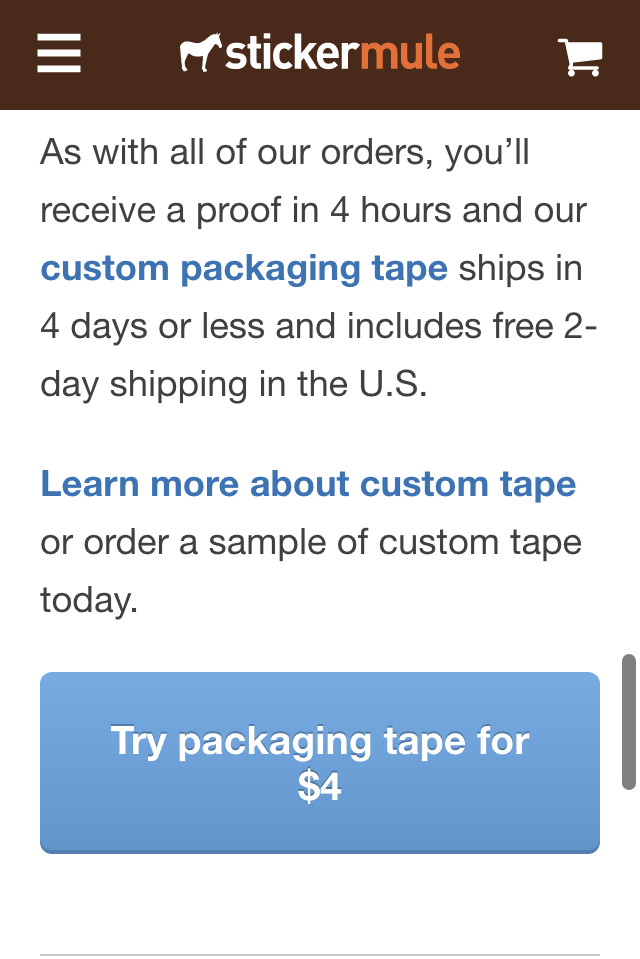 stickermule
As with all of our orders, you’ll
receive a proof in 4 hours and our
custom packaging tape ships in
4 days or less and includes free 2-
day shipping in the U.S.
Learn more about custom tape
or order a sample of custom tape
today.
Try packaging tape for
$4